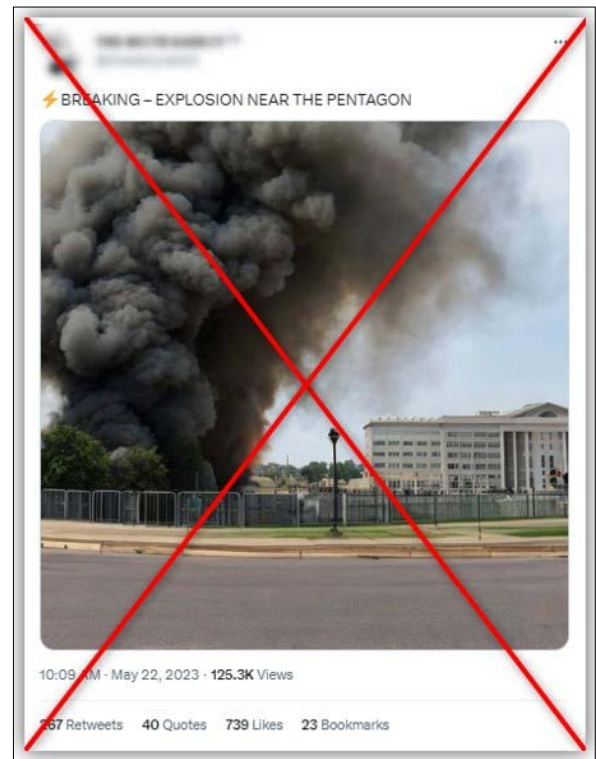 ⚡BREAKING – EXPLOSION NEAR THE PENTAGON
10:09 AM · May 22, 2023 · 125.3K Views
267 Retweets 40 Quotes 739 Likes 23 Bookmarks